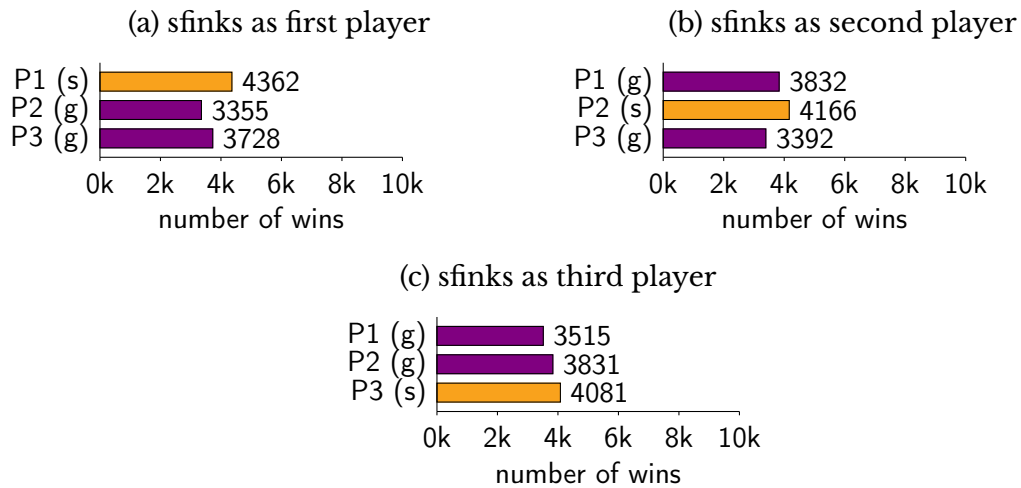 (a) sfinks as first player
P1 (s) 4362
P2 (g) 3355
P3 (g) 3728
0k 2k 4k 6k 8k 10k
number of wins
(b) sfinks as second player
P1 (g) 3832
P2 (s) 4166
P3 (g) 3392
0k 2k 4k 6k 8k 10k
number of wins
(c) sfinks as third player
P1 (g) 3515
P2 (g) 3831
P3 (s) 4081
0k 2k 4k 6k 8k 10k
number of wins